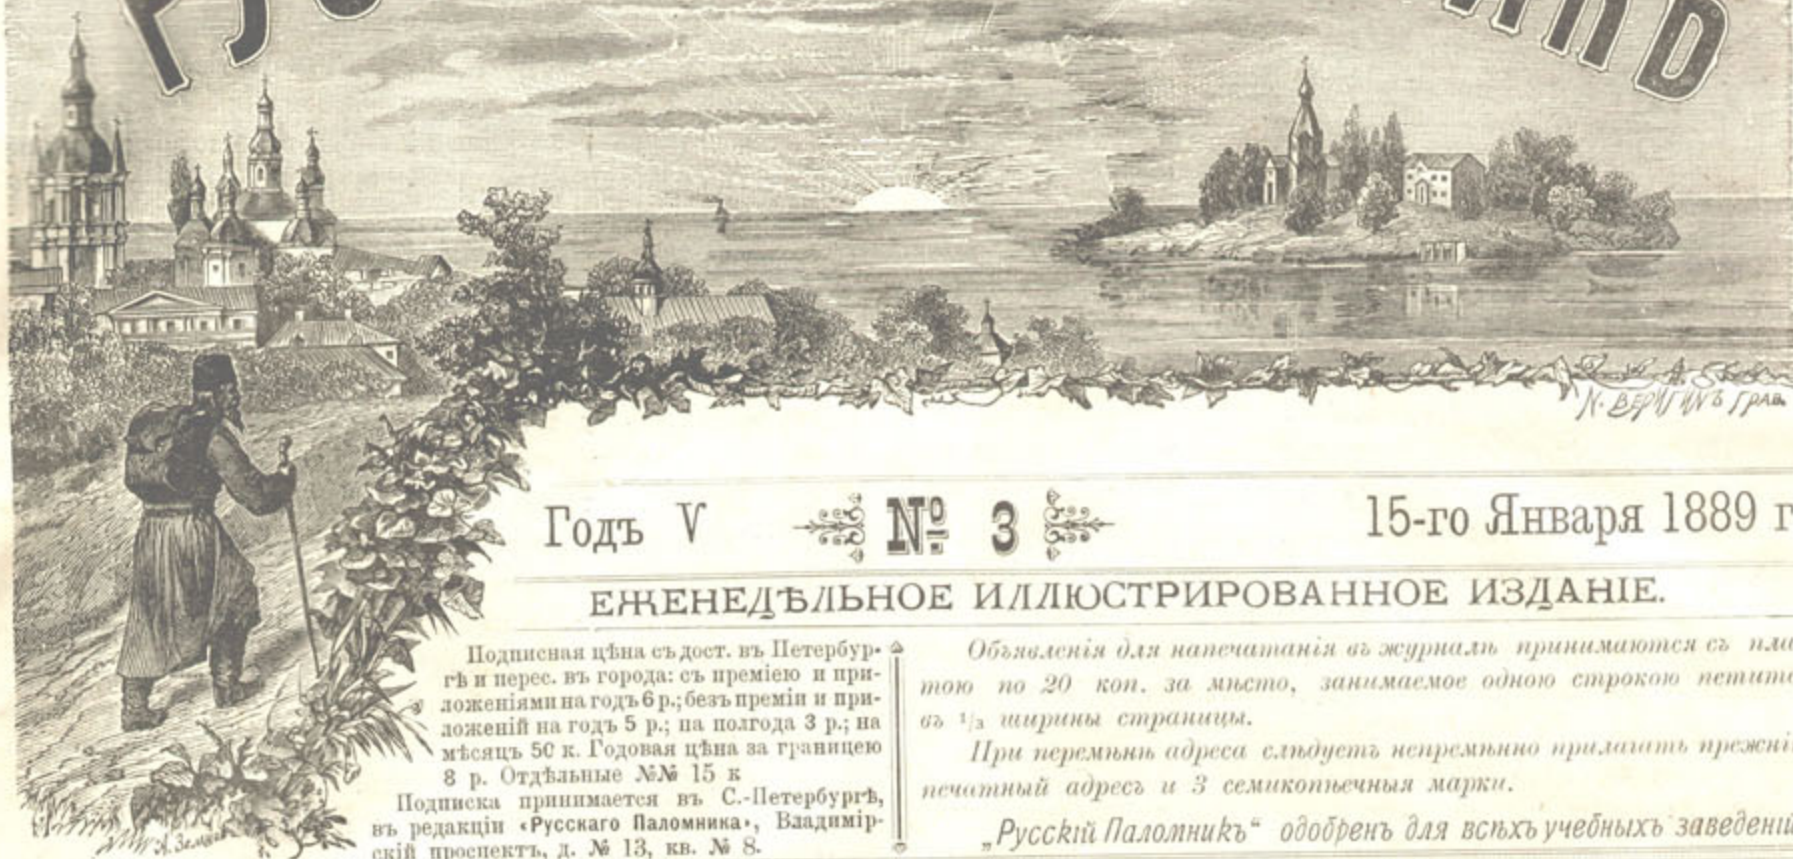 Н. ВЕРИГИНЪ ГРАВ.
Годъ V № 3 15-го Января 1889 г
ЕЖЕНЕДѢЛЬНОЕ ИЛЛЮСТРИРОВАННОЕ ИЗДАНІЕ.
Подписная цѣна съ дост. въ Петербур-
гѣ и перес. въ города: съ преміею и при-
ложеніями на годъ 6 р.; безъ преміи и при-
ложеній на годъ 5 р.; на полгода 3 р.; на
мѣсяцъ 50 к. Годовая цѣна за границею
8 р. Отдѣльные №№ 15 к
Подписка принимается въ С.-Петербургѣ,
въ редакціи «Русскаго Паломника», Владимір-
скій проспектъ, д. № 13, кв. № 8.
Объявленія для напечатанія въ журналъ принимаются съ пла
тою по 20 коп. за мѣсто, занимаемое одною строкою петита
въ 1/3 ширины страницы.
При перемѣнѣ адреса слѣдуетъ непремѣнно прилагать прежні
печатный адресъ и 3 семикопѣечныя марки.
„Русскій Паломникъ“ одобренъ для всѣхъ учебныхъ заведеній